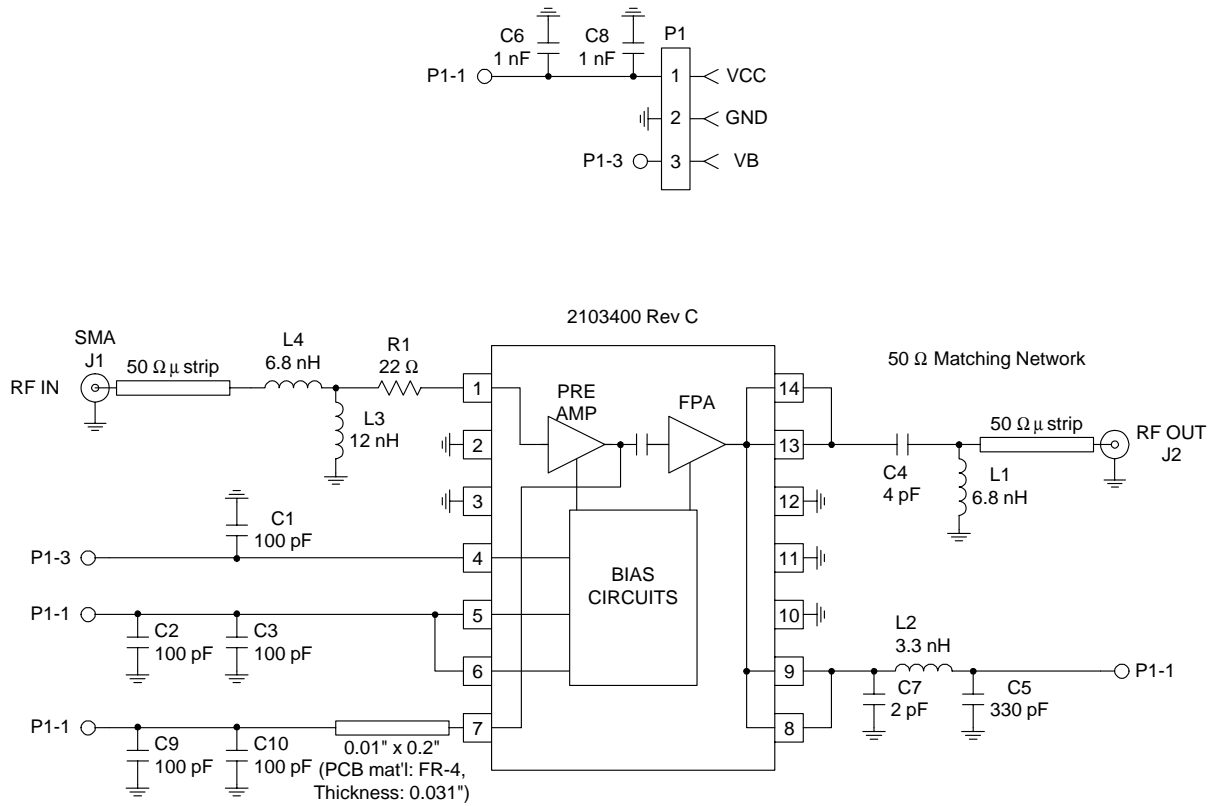 C6
1 nF
C8
1 nF
P1
P1-1
1
VCC
2
GND
P1-3
3
VB
2103400 Rev C
SMA
J1
RF IN
50 Ω µ strip
L4
6.8 nH
R1
22 Ω
L3
12 nH
1
2
3
4
5
6
7
PRE
AMP
FPA
BIAS
CIRCUITS
14
13
12
11
10
9
8
50 Ω Matching Network
50 Ω µ strip
RF OUT
J2
C4
4 pF
L1
6.8 nH
C1
100 pF
P1-3
P1-1
C2
100 pF
C3
100 pF
L2
3.3 nH
P1-1
C7
2 pF
C5
330 pF
P1-1
C9
100 pF
C10
100 pF
0.01" x 0.2"
(PCB mat'l: FR-4,
Thickness: 0.031")